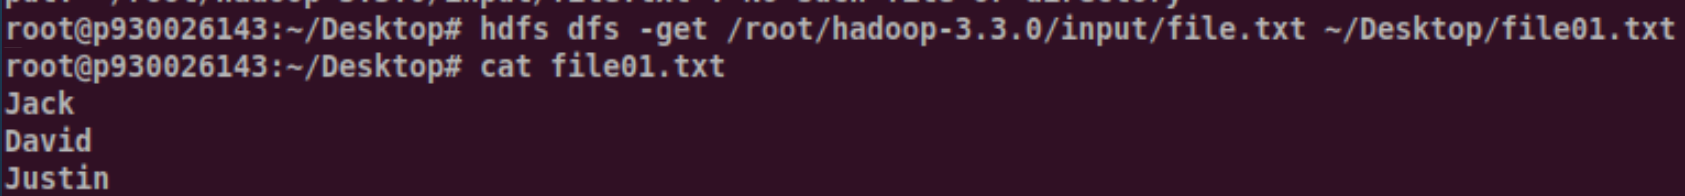 root@p930026143:~/Desktop# hdfs dfs -get /root/hadoop-3.3.0/input/file.txt ~/Desktop/file01.txt
root@p930026143:~/Desktop# cat file01.txt
Jack
David
Justin